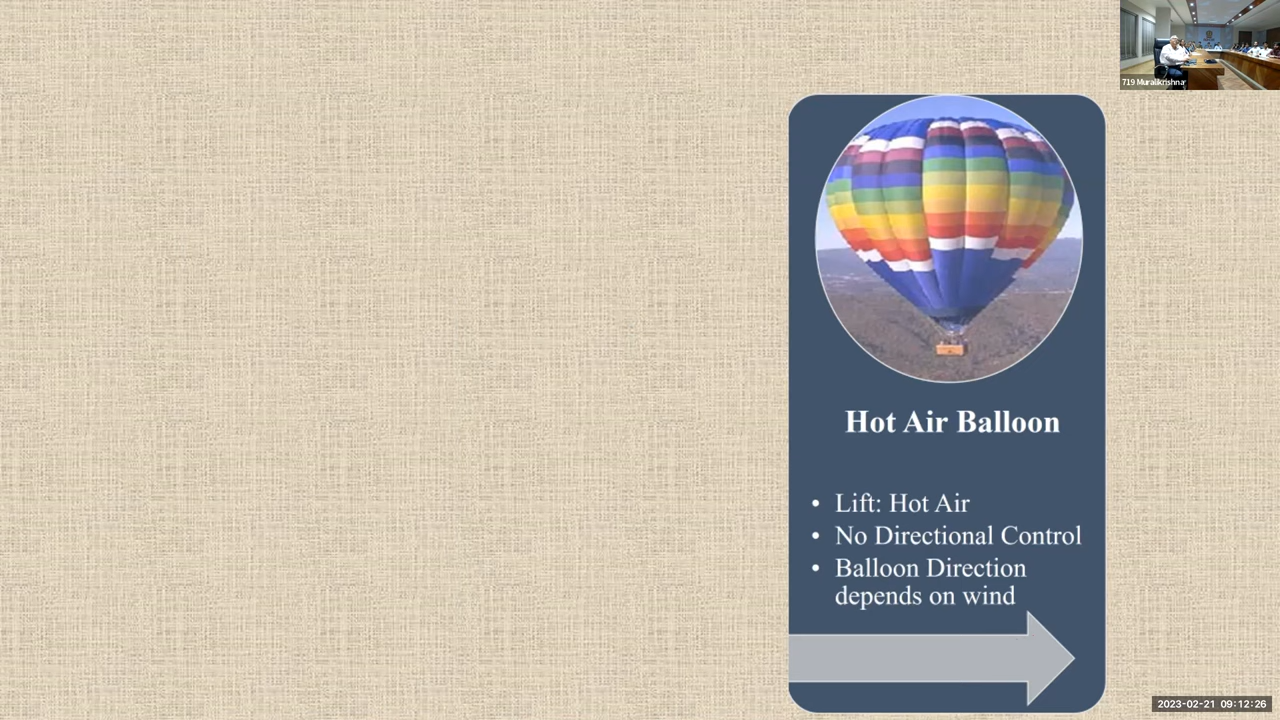 719 Muralikrishnar
Hot Air Balloon
• Lift: Hot Air
• No Directional Control
• Balloon Direction
depends on wind
2023-02-21 09:12:26